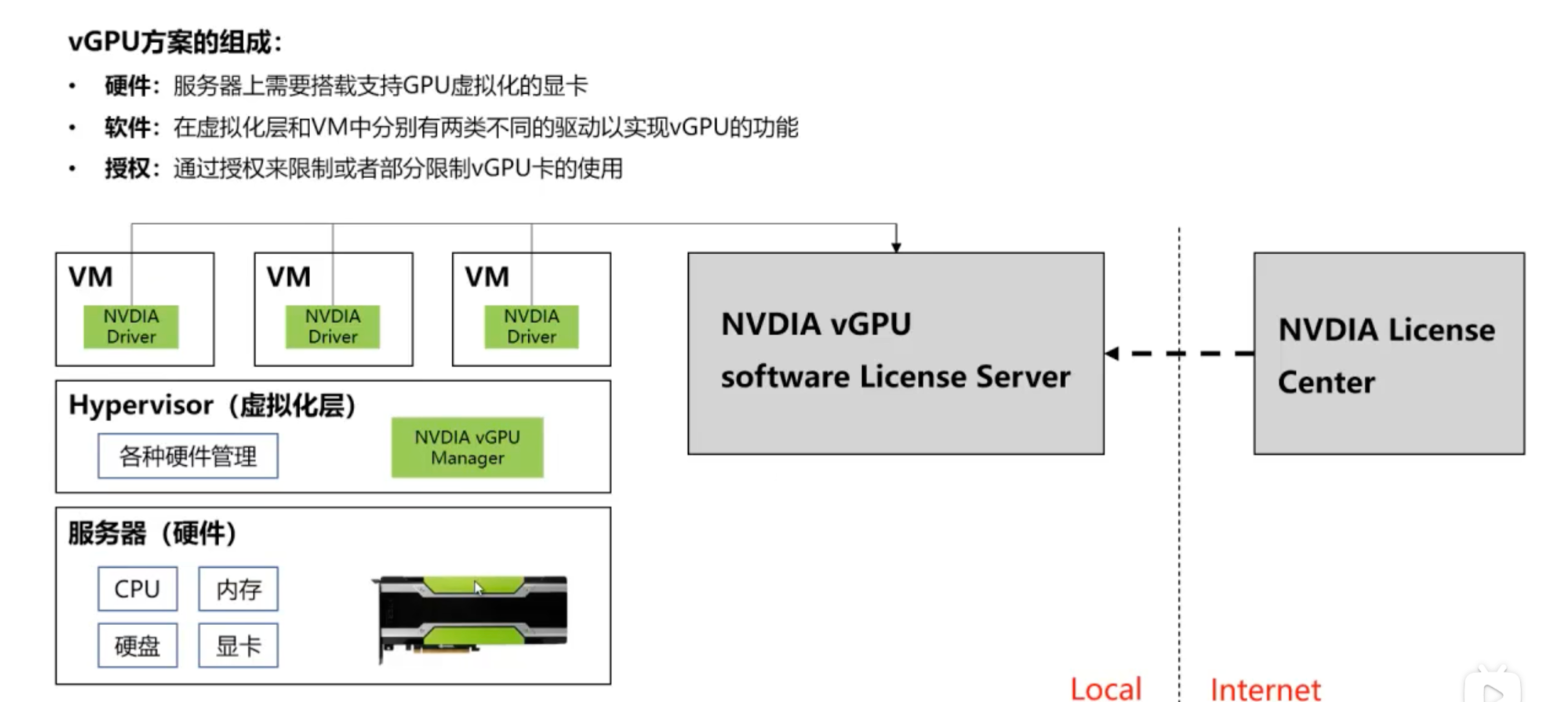 vGPU方案的组成：
• 硬件：服务器上需要搭载支持GPU虚拟化的显卡
• 软件：在虚拟化层和VM中分别有两类不同的驱动以实现vGPU的功能
• 授权：通过授权来限制或者部分限制vGPU卡的使用
VM
NVDIA
Driver
VM
NVDIA
Driver
VM
NVDIA
Driver
Hypervisor（虚拟化层）
各种硬件管理
NVDIA vGPU
Manager
服务器（硬件）
CPU
内存
硬盘
显卡
NVDIA vGPU
software License Server
NVDIA License
Center
Local
Internet